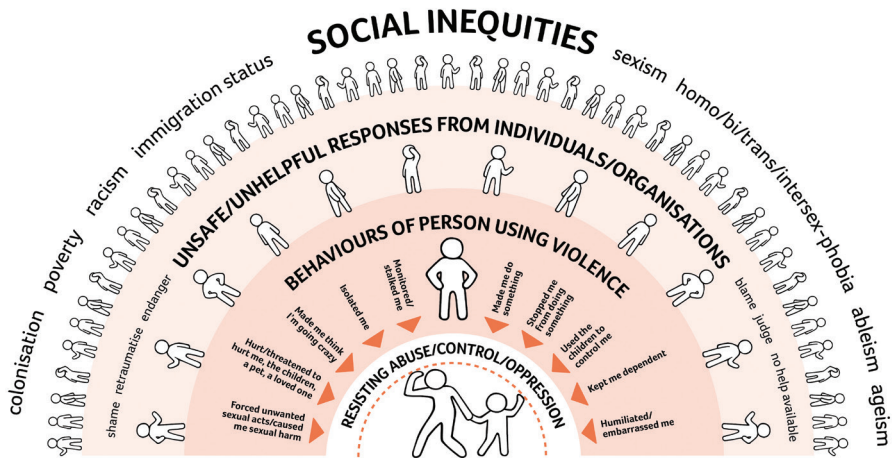 SOCIAL INEQUITIES
colonisation
poverty
racism
immigration status
sexism
homo/bi/trans/intersex-phobia
ableism
ageism
UNSAFE/UNHELPFUL RESPONSES FROM INDIVIDUALS/ORGANISATIONS
shame
retraumatise
endanger
blame
judge
no help available
BEHAVIOURS OF PERSON USING VIOLENCE
Forced unwanted
sexual acts/caused
me sexual harm
Hurt/threatened to
hurt me, the children,
a pet, a loved one
Made me think
I'm going crazy
Isolated me
Monitored/
stalked me
Made me do
something
Stopped me
from doing
something
Used the
children to
control me
Kept me dependent
Humiliated/
embarrassed me
RESISTING ABUSE/CONTROL/OPPRESSION